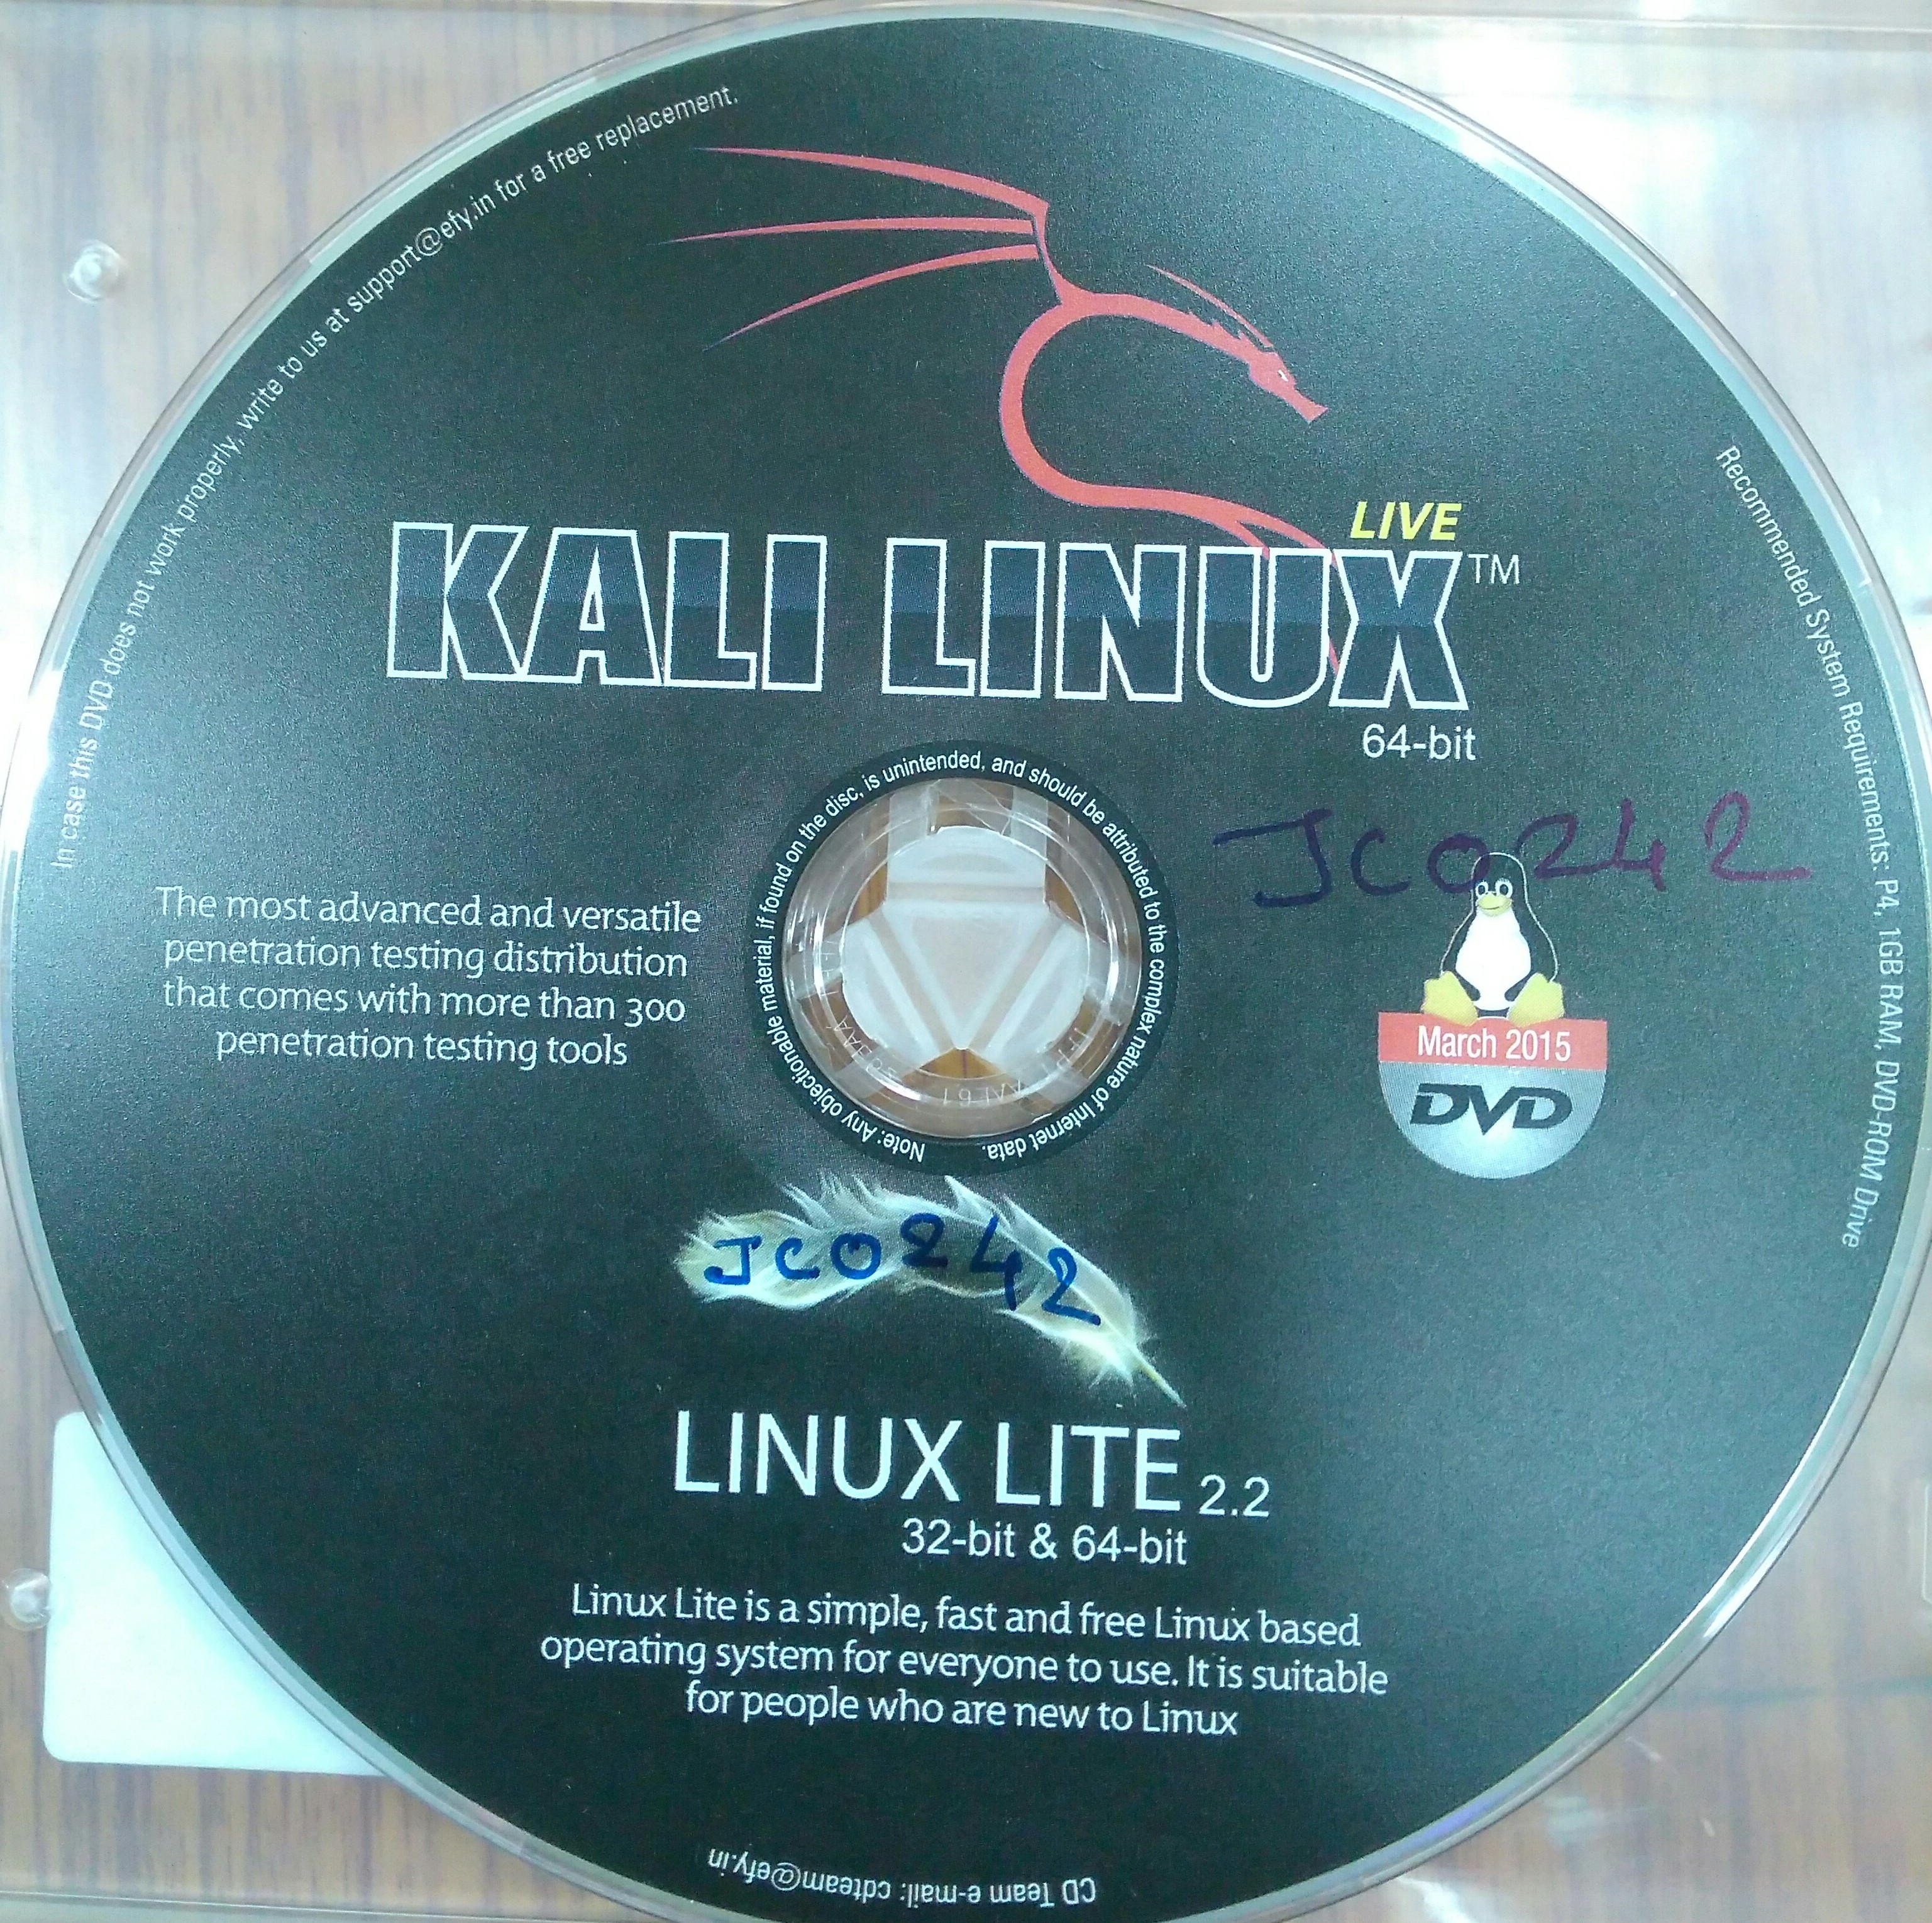 In case this DVD does not work properly, write to us at support@efy.in for a free replacement.
LIVE
KALI LINUX™
64-bit
Recommended System Requirements: P4, 1GB RAM, DVD-ROM Drive
Note: Any objectionable material, if found on the disc, is unintended, and should be attributed to the complex nature of Internet data.
JC0242
The most advanced and versatile
penetration testing distribution
that comes with more than 300
penetration testing tools
March 2015
DVD
JC0242
LINUX LITE 2.2
32-bit & 64-bit
Linux Lite is a simple, fast and free Linux based
operating system for everyone to use. It is suitable
for people who are new to Linux
CD Team e-mail: cdteam@efy.in